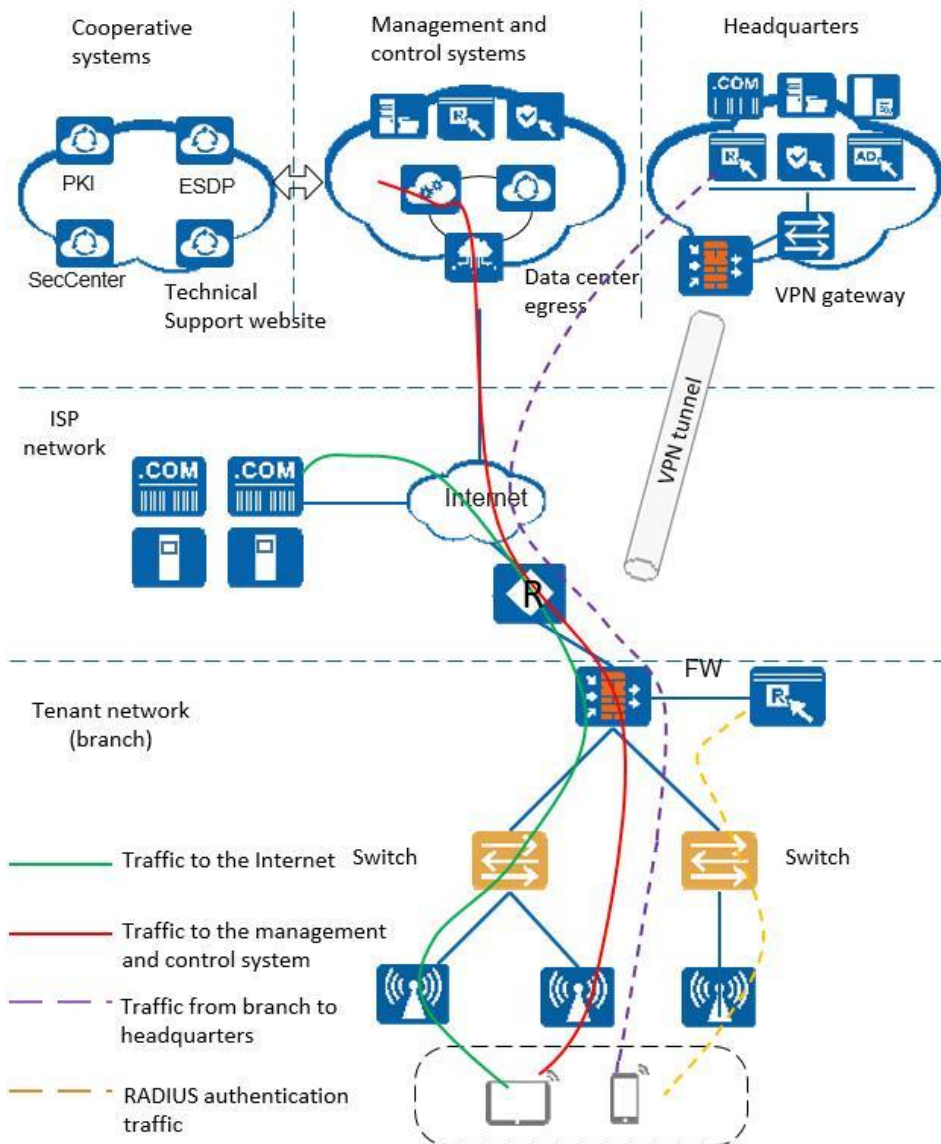 Cooperative
systems
Management and
control systems
Headquarters
.COM
R
R
AD
PKI
ESDP
SecCenter
Technical
Support website
Data center
egress
VPN gateway
ISP
network
VPN tunnel
.COM
.COM
Internet
R
FW
R
Tenant network
(branch)
Traffic to the Internet
Switch
Switch
Traffic to the management
and control system
Traffic from branch to
headquarters
RADIUS authentication
traffic